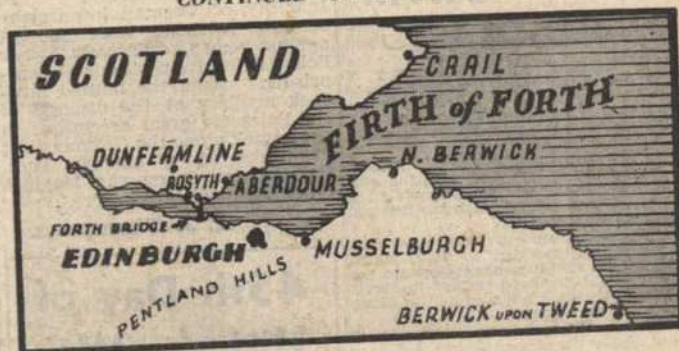 SCOTLAND
CRAIL
FIRTH of FORTH
DUNFERMLINE
N. BERWICK
ROSYTH
ABERDOUR
FORTH BRIDGE
EDINBURGH
MUSSELBURGH
PENTLAND HILLS
BERWICK UPON TWEED